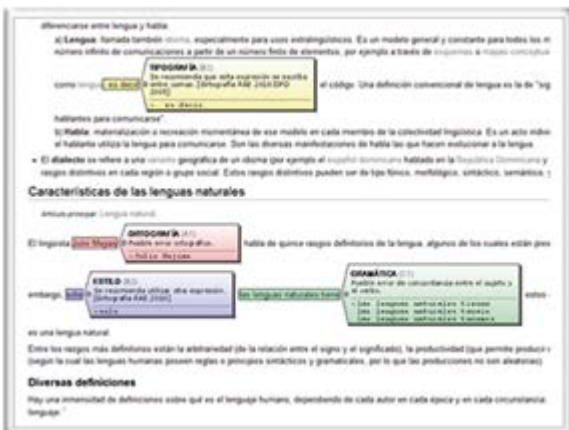 diferenciarse entre lengua y habla:
a) Lengua: llamada también idioma, especialmente para usos extralingüísticos. Es un modelo general y constante para todos los m
número infinito de comunicaciones a partir de un número finito de elementos, por ejemplo a través de esquemas o mapas conceptual
TIPOGRAFÍA
Se recomienda que esta expresión se escriba
como lengua es decir entre comas. [Ortografía RAE 2010 DPD
2005]
el código. Una definición convencional de lengua es la de "sig
- es decir
hablantes para comunicarse"
b) Habla: materialización o recreación momentánea de ese modelo en cada miembro de la colectividad lingüística. Es un acto indivi
el hablante utiliza la lengua para comunicarse. Son las diversas manifestaciones de habla las que hacen evolucionar a la lengua.
• El dialecto se refiere a una variante geográfica de un idioma (por ejemplo el español dominicano hablado en la República Dominicana y
rasgos distintivos en cada región o grupo social. Estos rasgos distintivos pueden ser de tipo fónico, morfológico, sintáctico, semántico, y
Características de las lenguas naturales
Artículo principal: Lengua natural.
ORTOGRAFÍA
Posible error ortográfico.
El lingüista
habla de quince rasgos definitorios de la lengua, algunos de los cuales están pres
ESTILO
Se recomienda utilizar otra expresión.
[Ortografía RAE 2010]
embargo, sólo
-solo
GRAMÁTICA
Posible error de concordancia entre el sujeto y
el verbo.
las lenguas naturales tiene
-las lenguas naturales tienen
las lenguas naturales tenemos
estos
es una lengua natural.
Entre los rasgos más definitorios están la arbitrariedad (de la relación entre el signo y el significado), la productividad (que permite producir
(según la cual las lenguas humanas poseen reglas o principios sintácticos y gramaticales, por lo que las producciones no son aleatorias)
Diversas definiciones
Hay una inmensidad de definiciones sobre qué es el lenguaje humano, dependiendo de cada autor en cada época y en cada circunstancia
lenguaje